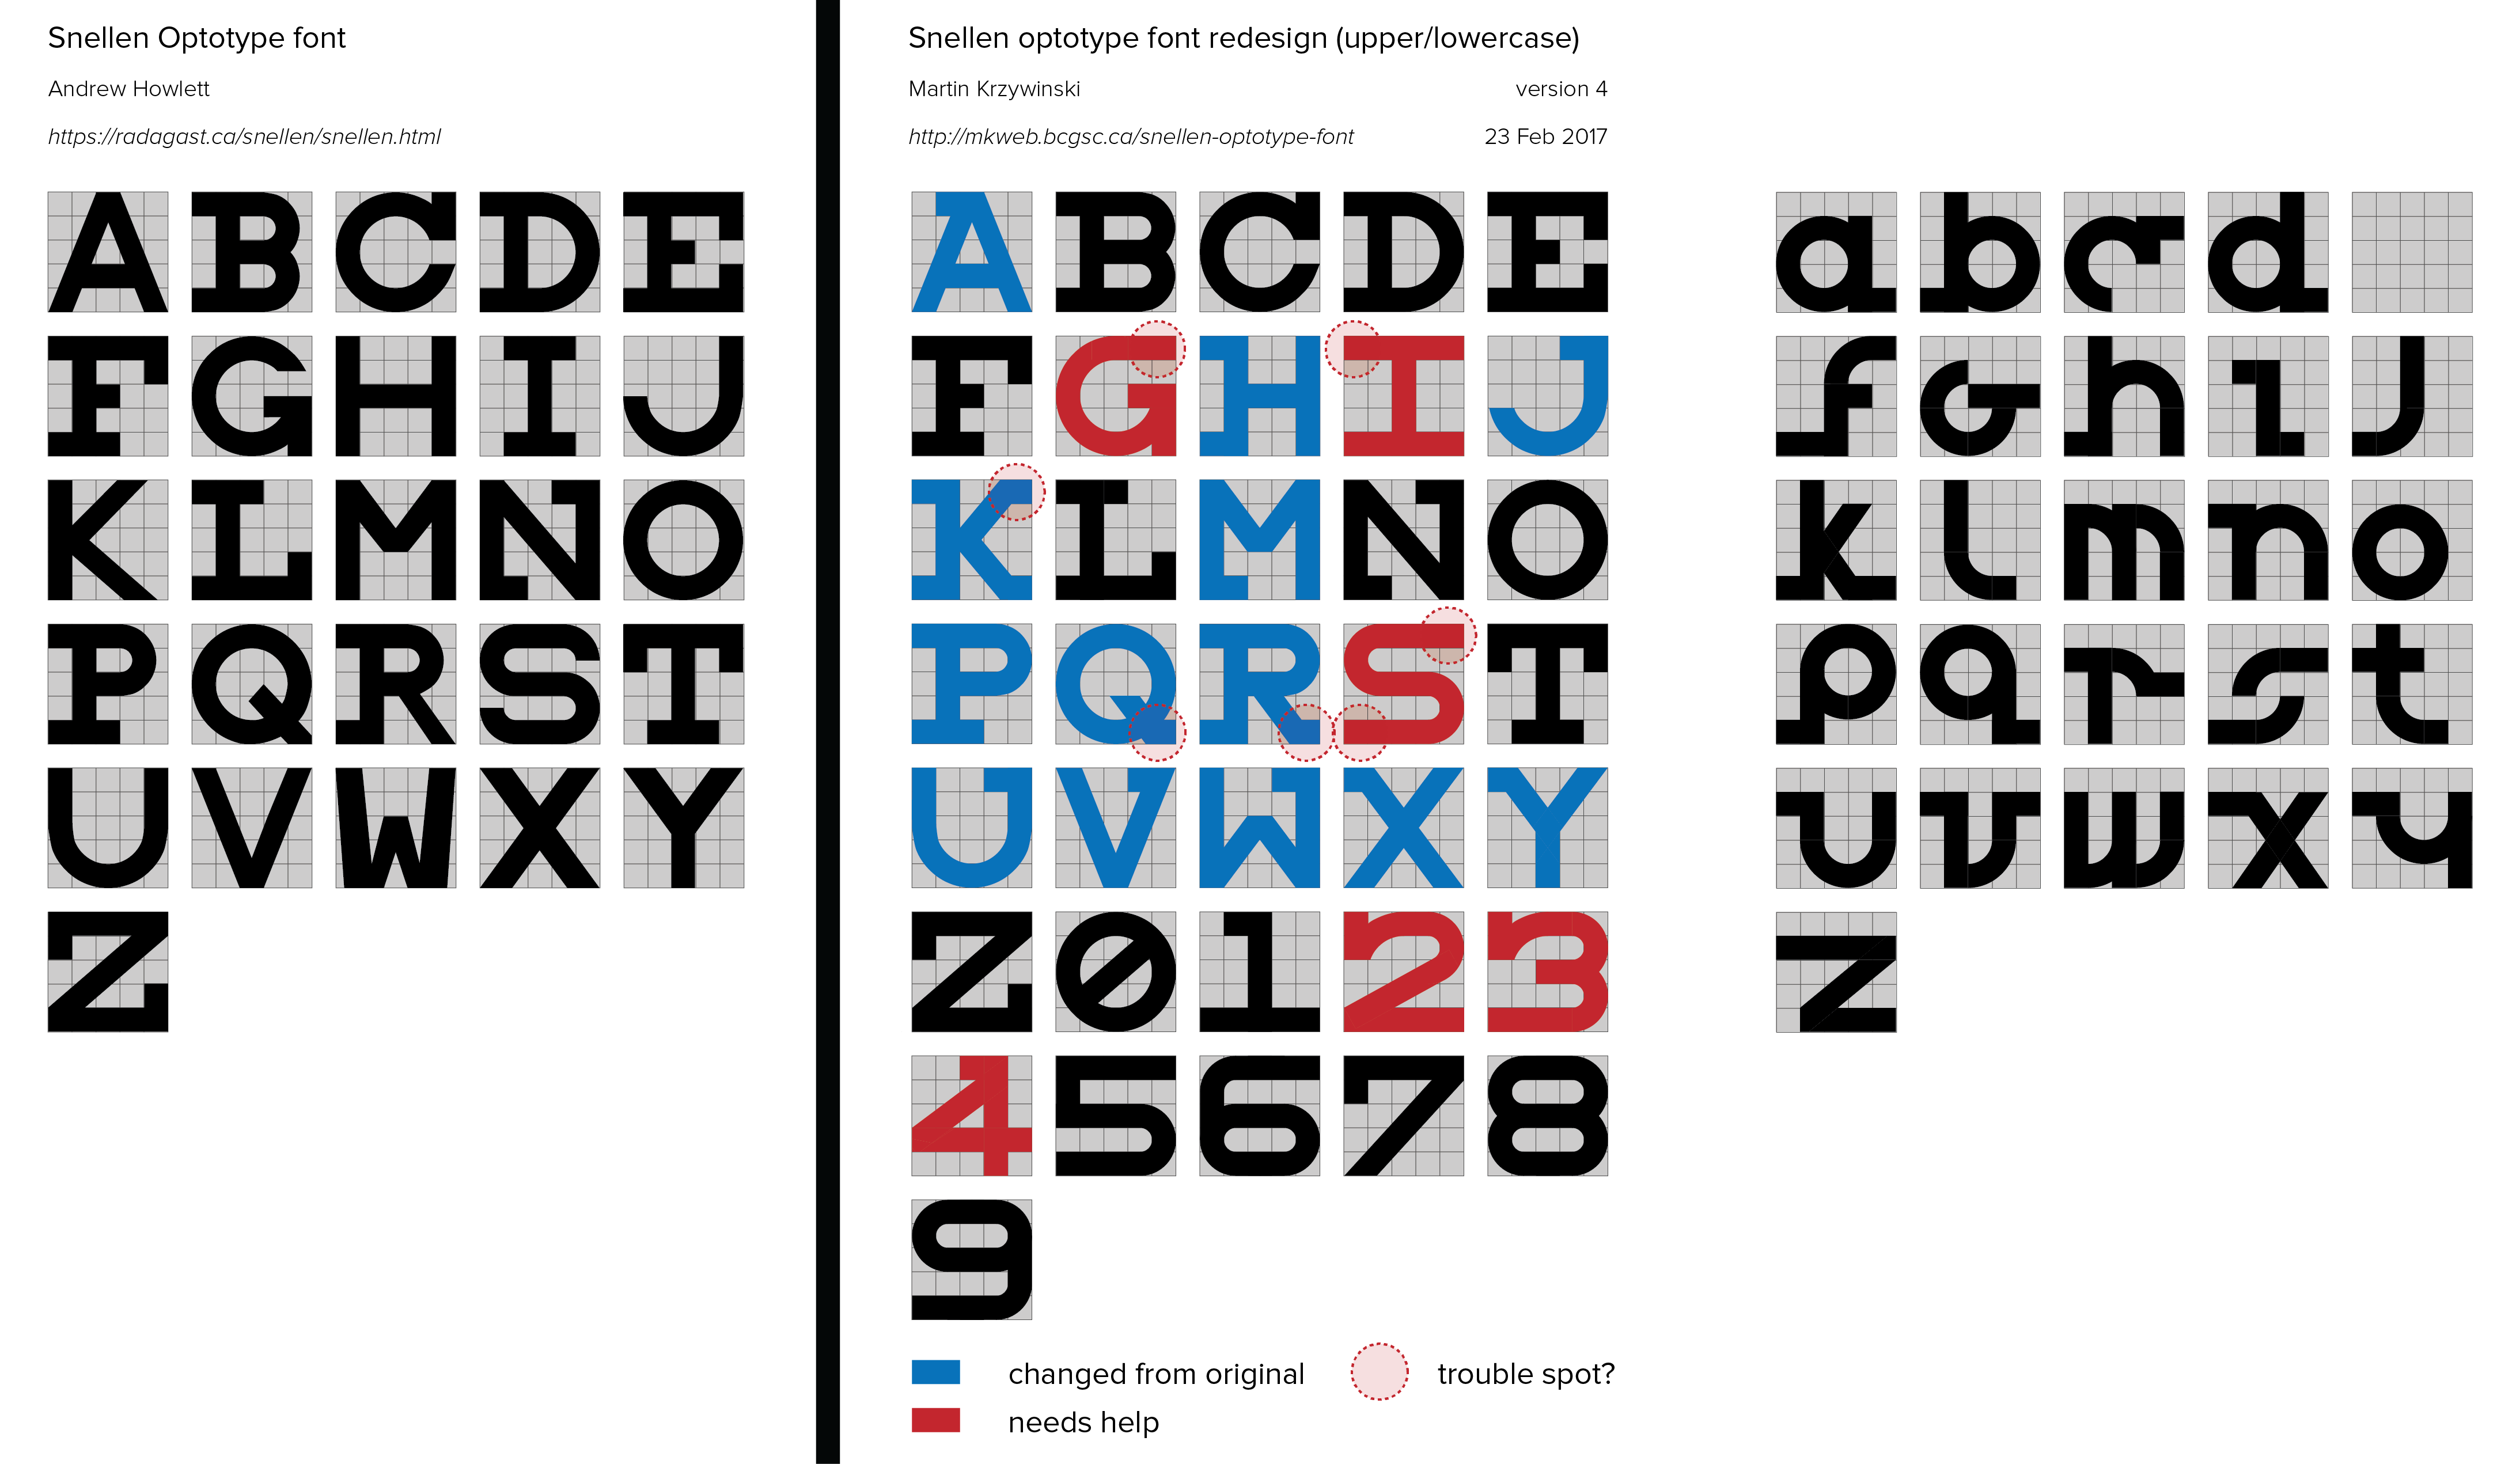 Snellen Optotype font
Andrew Howlett
https://radagast.ca/snellen/snellen.html
A B C D E
F G H I J
K L M N O
P Q R S T
U V W X Y
Z
Snellen optotype font redesign (upper/lowercase)
Martin Krzywinski version 4
http://mkweb.bcgsc.ca/snellen-optotype-font 23 Feb 2017
A B C D E
F G H I J
K L M N O
P Q R S T
U V W X Y
Z 0 1 2 3
4 5 6 7 8
9
changed from original trouble spot?
needs help
a b c d
f G h i j
k l m n o
p q r s t
u v w x y
z